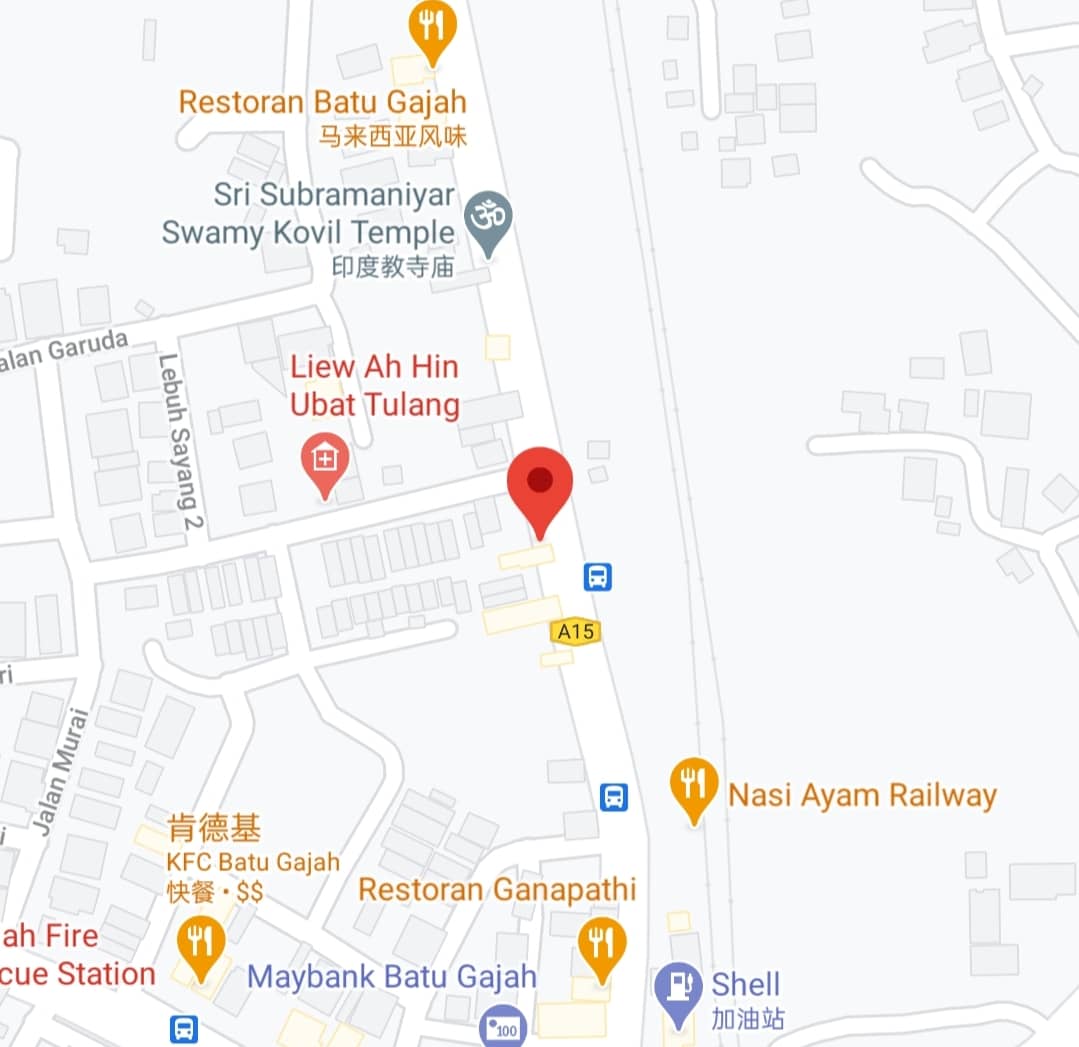 Restoran Batu Gajah
马来西亚风味
Sri Subramaniyar
Swamy Kovil Temple
印度教寺庙
alan Garuda
Lebuh Sayang 2
Liew Ah Hin
Ubat Tulang
A15
ri
Jalan Murai
i
Nasi Ayam Railway
肯德基
KFC Batu Gajah
快餐 • $$
Restoran Ganapathi
ah Fire
cue Station
Maybank Batu Gajah
100
Shell
加油站